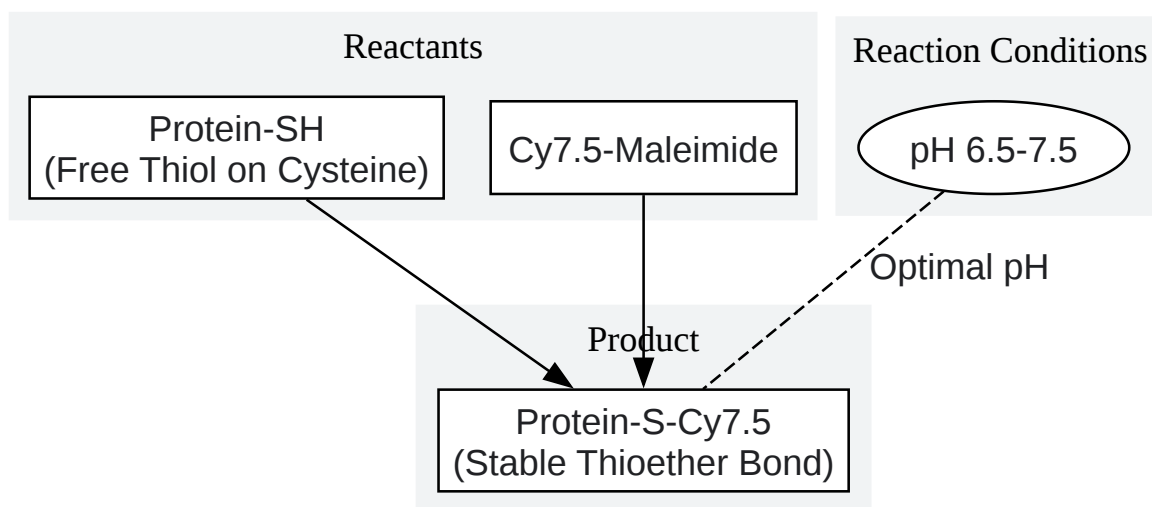 Reactants
Reaction Conditions
Protein-SH
(Free Thiol on Cysteine)
Cy7.5-Maleimide
pH 6.5-7.5
Optimal pH
Product
Protein-S-Cy7.5
(Stable Thioether Bond)